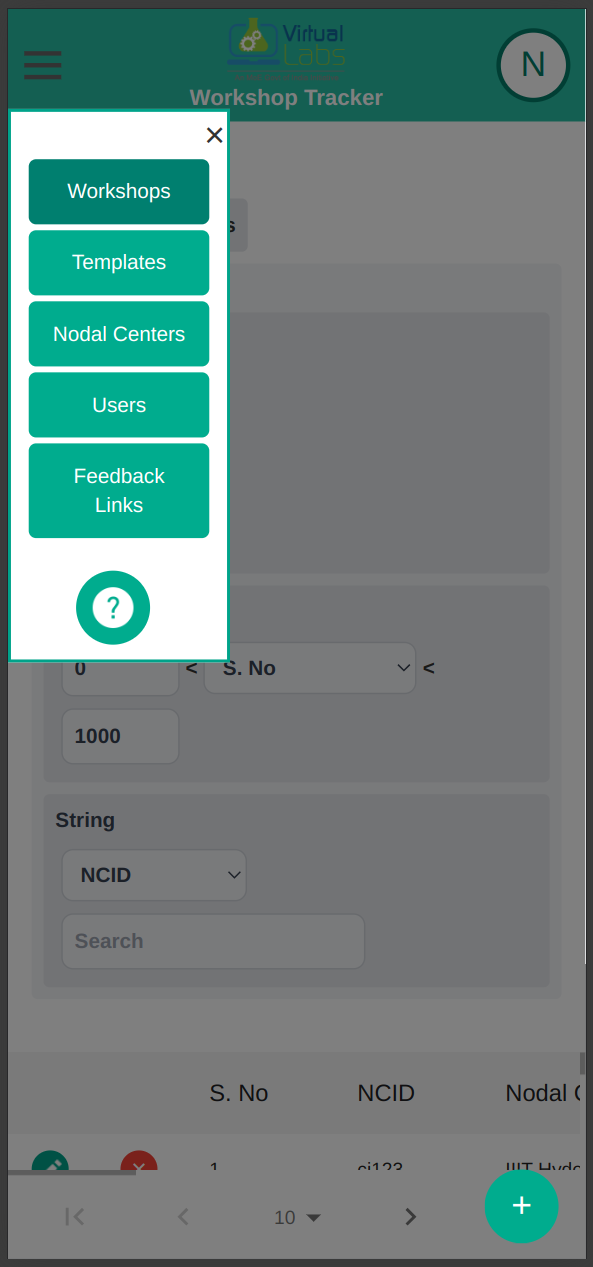 Virtual
Labs
N
Workshop Tracker
×
Workshops
Templates
Nodal Centers
Users
Feedback
Links
?
s
0 < S. No <
1000
String
NCID
Search
S. No NCID Nodal
1 ci123 IIIT
10
+